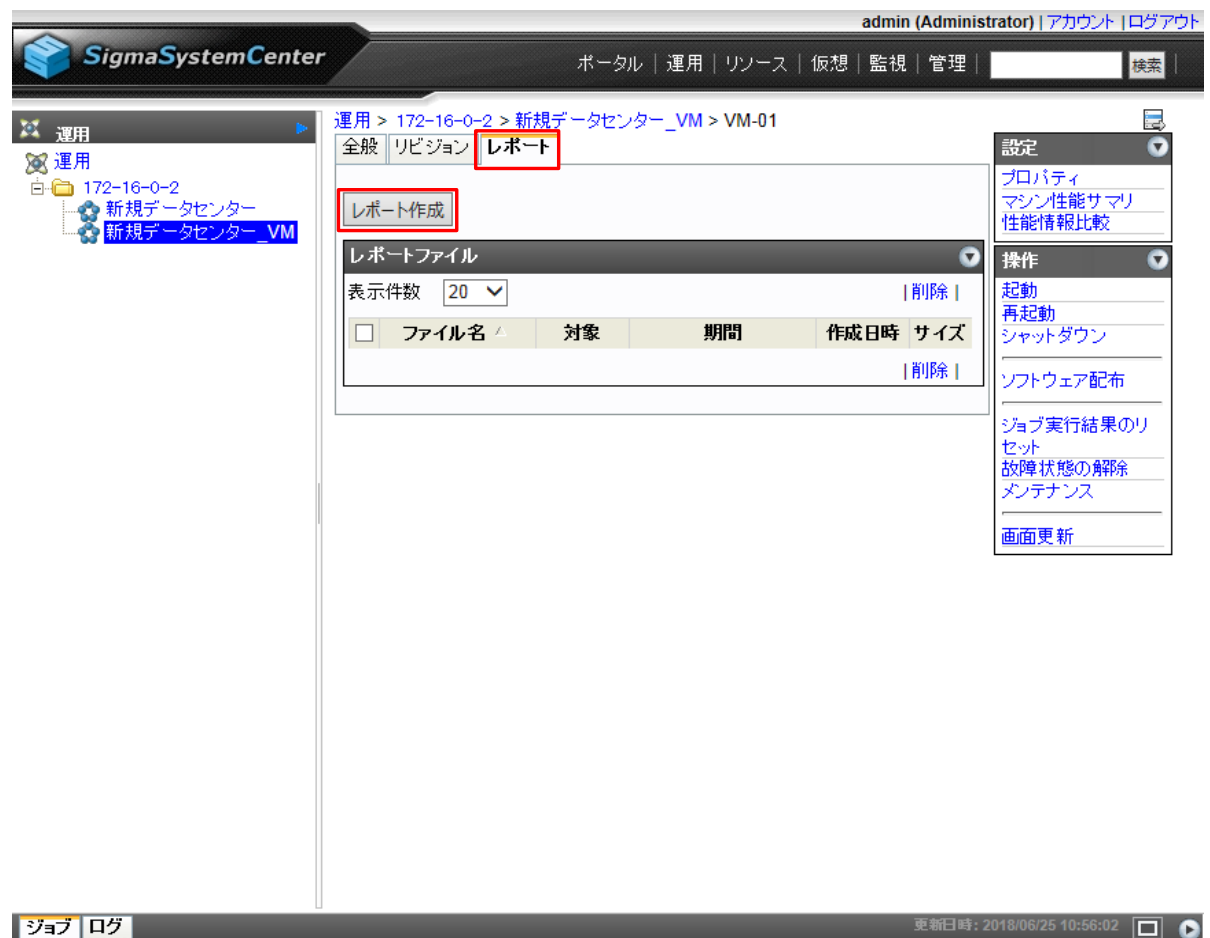 admin (Administrator) | アカウント | ログアウト
SigmaSystemCenter
ポータル | 運用 | リソース | 仮想 | 監視 | 管理 | 検索 |
運用
運用
172-16-0-2
新規データセンター
新規データセンター_VM
運用 > 172-16-0-2 > 新規データセンター_VM > VM-01
全般 リビジョン レポート
レポート作成
レポートファイル
表示件数 20 | 削除 |
ファイル名 対象 期間 作成日時 サイズ
| 削除 |
設定
プロパティ
マシン性能サマリ
性能情報比較
操作
起動
再起動
シャットダウン
ソフトウェア配布
ジョブ実行結果のリ
セット
故障状態の解除
メンテナンス
画面更新
ジョブ ログ
更新日時 : 2018/06/25 10:56:02